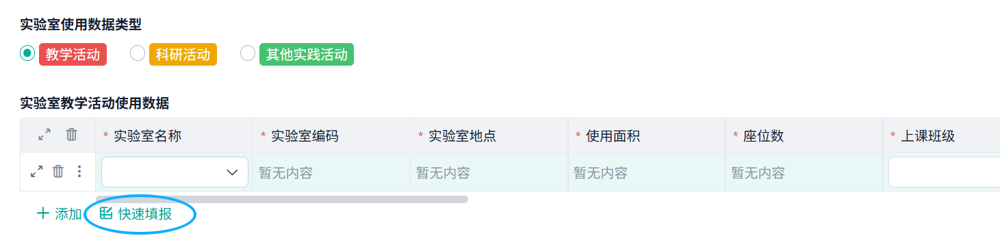 实验室使用数据类型
教学活动 科研活动 其他实践活动
实验室教学活动使用数据
* 实验室名称 * 实验室编码 * 实验室地点 * 使用面积 * 座位数 * 上课班级
暂无内容 暂无内容 暂无内容 暂无内容
添加 快速填报